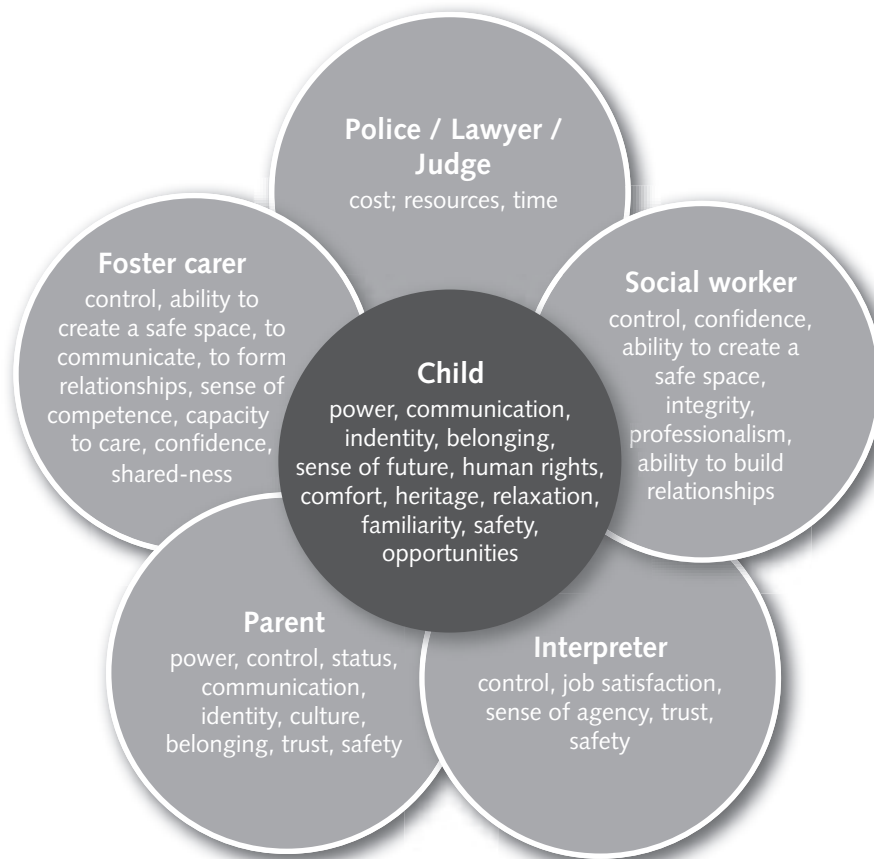 Police / Lawyer /
Judge
cost; resources, time
Foster carer
control, ability to
create a safe space, to
communicate, to form
relationships, sense of
competence, capacity
to care, confidence,
shared-ness
Social worker
control, confidence,
ability to create a
safe space,
integrity,
professionalism,
ability to build
relationships
Child
power, communication,
indentity, belonging,
sense of future, human rights,
comfort, heritage, relaxation,
familiarity, safety,
opportunities
Parent
power, control, status,
communication,
identity, culture,
belonging, trust, safety
Interpreter
control, job satisfaction,
sense of agency, trust,
safety